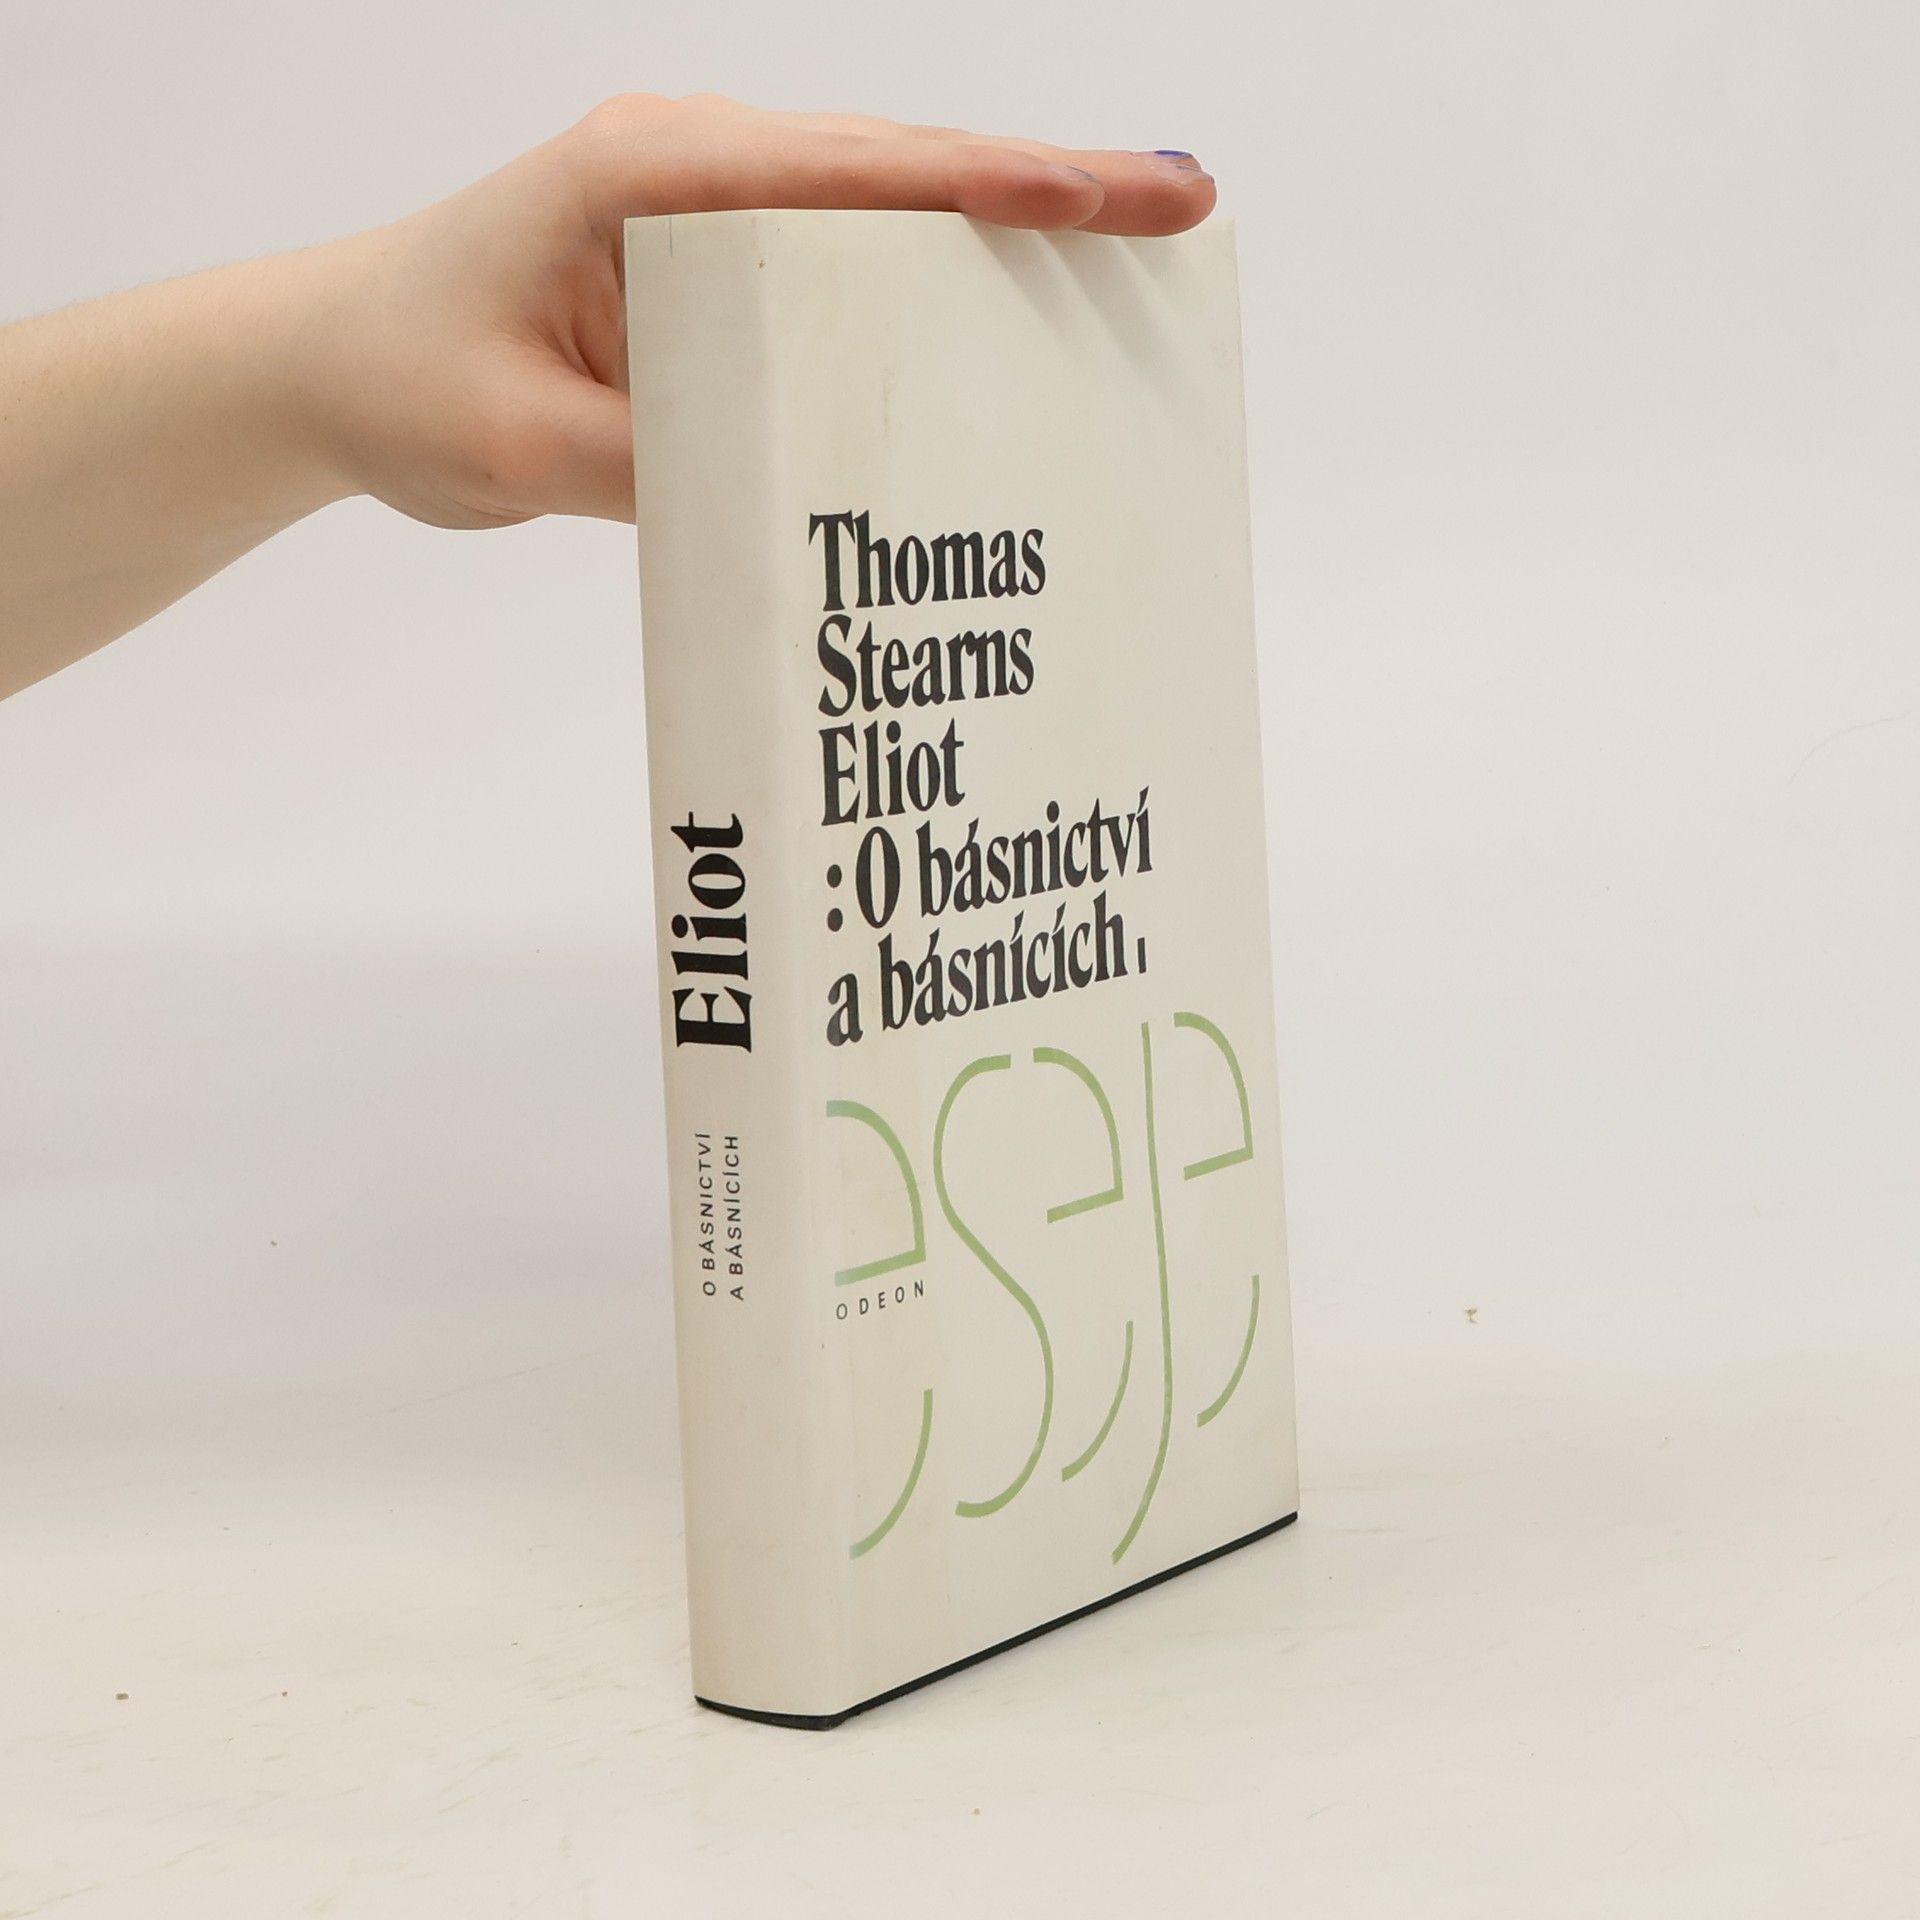 Thomas
Stearns
Eliot
: O básnictví
a básnících
eseje
ODEON
Eliot
O BÁSNICTVÍ
A BÁSNÍCÍCH